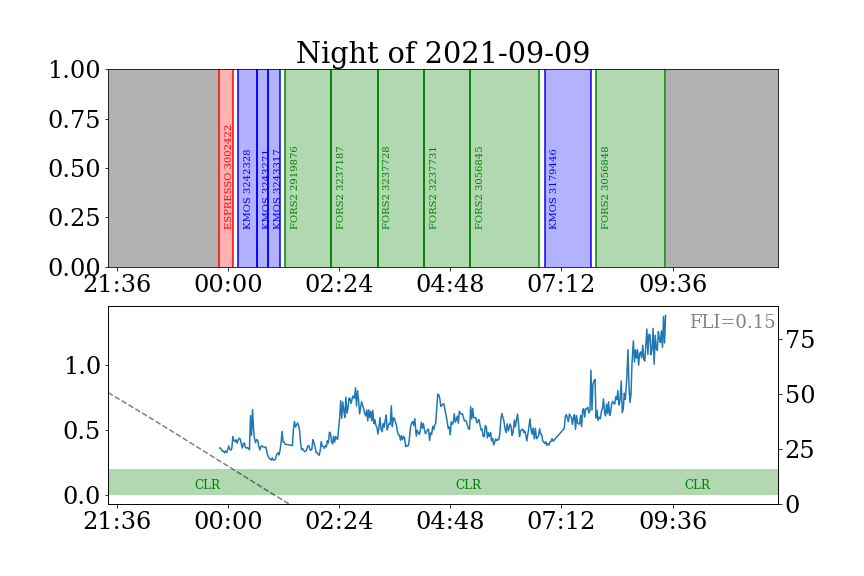 Night of 2021-09-09
1.00
0.75
0.50
0.25
0.00
ESPRESSO 3002422
KMOS 3242328
KMOS 3243271
KMOS 3243317
FORS2 2919876
FORS2 3237187
FORS2 3237728
FORS2 3237731
FORS2 3056845
KMOS 3179446
FORS2 3056848
21:36 00:00 02:24 04:48 07:12 09:36
FLI=0.15
1.0
0.5
0.0
75
50
25
0
CLR CLR CLR
21:36 00:00 02:24 04:48 07:12 09:36